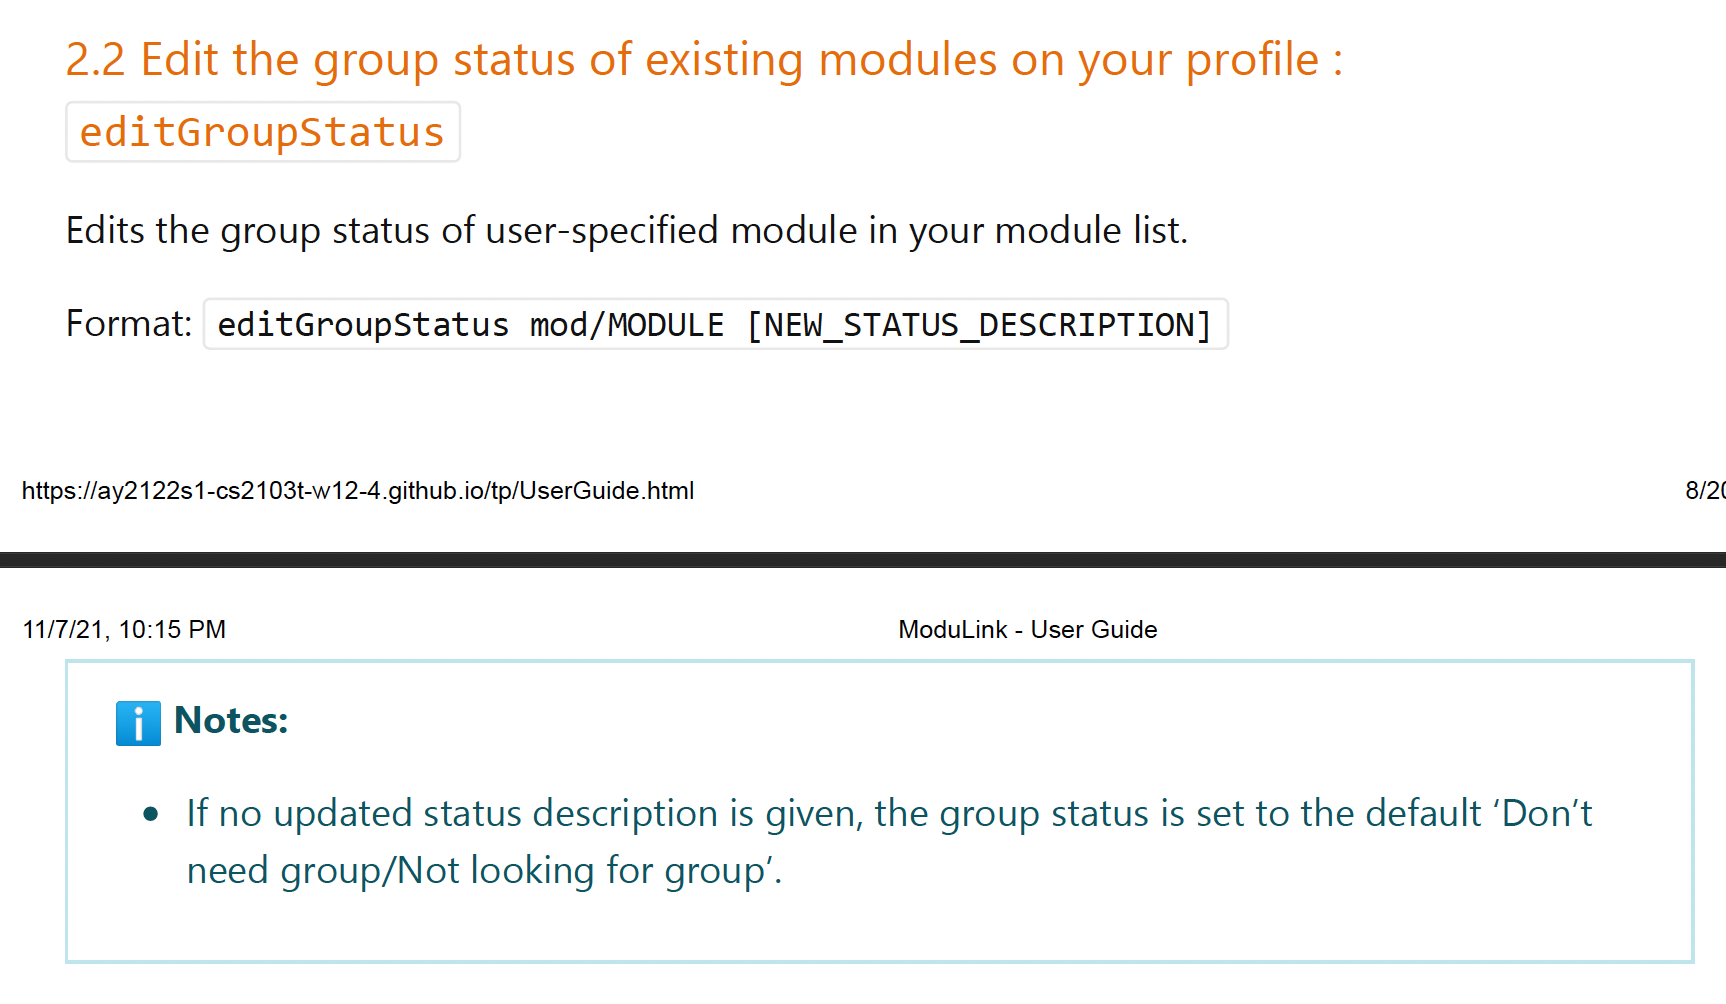 2.2 Edit the group status of existing modules on your profile :
editGroupStatus
Edits the group status of user-specified module in your module list.
Format: editGroupStatus mod/MODULE [NEW_STATUS_DESCRIPTION]
https://ay2122s1-cs2103t-w12-4.github.io/tp/UserGuide.html 8/20
11/7/21, 10:15 PM ModuLink - User Guide
ℹ️ Notes:
• If no updated status description is given, the group status is set to the default ‘Don’t
need group/Not looking for group’.